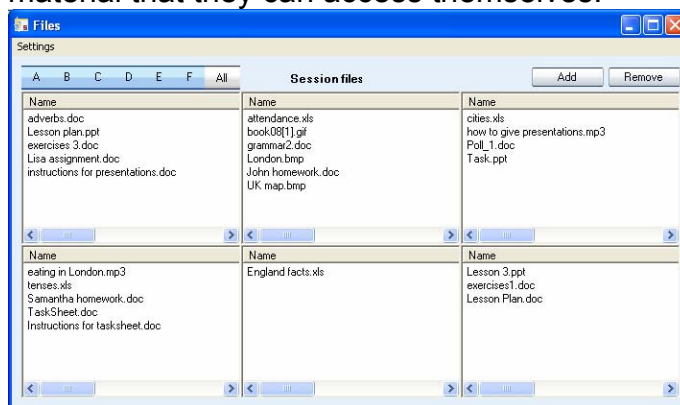 material that they can access themselves.
Files
Settings
A B C D E F All Session files Add Remove
Name
adverbs.doc
Lesson plan.ppt
exercises 3.doc
Lisa assignment.doc
instructions for presentations.doc
Name
attendance.xls
book08[1].gif
grammar2.doc
London.bmp
John homework.doc
UK map.bmp
Name
cities.xls
how to give presentations.mp3
Poll_1.doc
Task.ppt
Name
eating in London.mp3
tenses.xls
Samantha homework.doc
TaskSheet.doc
Instructions for tasksheet.doc
Name
England facts.xls
Name
Lesson 3.ppt
exercises1.doc
Lesson Plan.doc